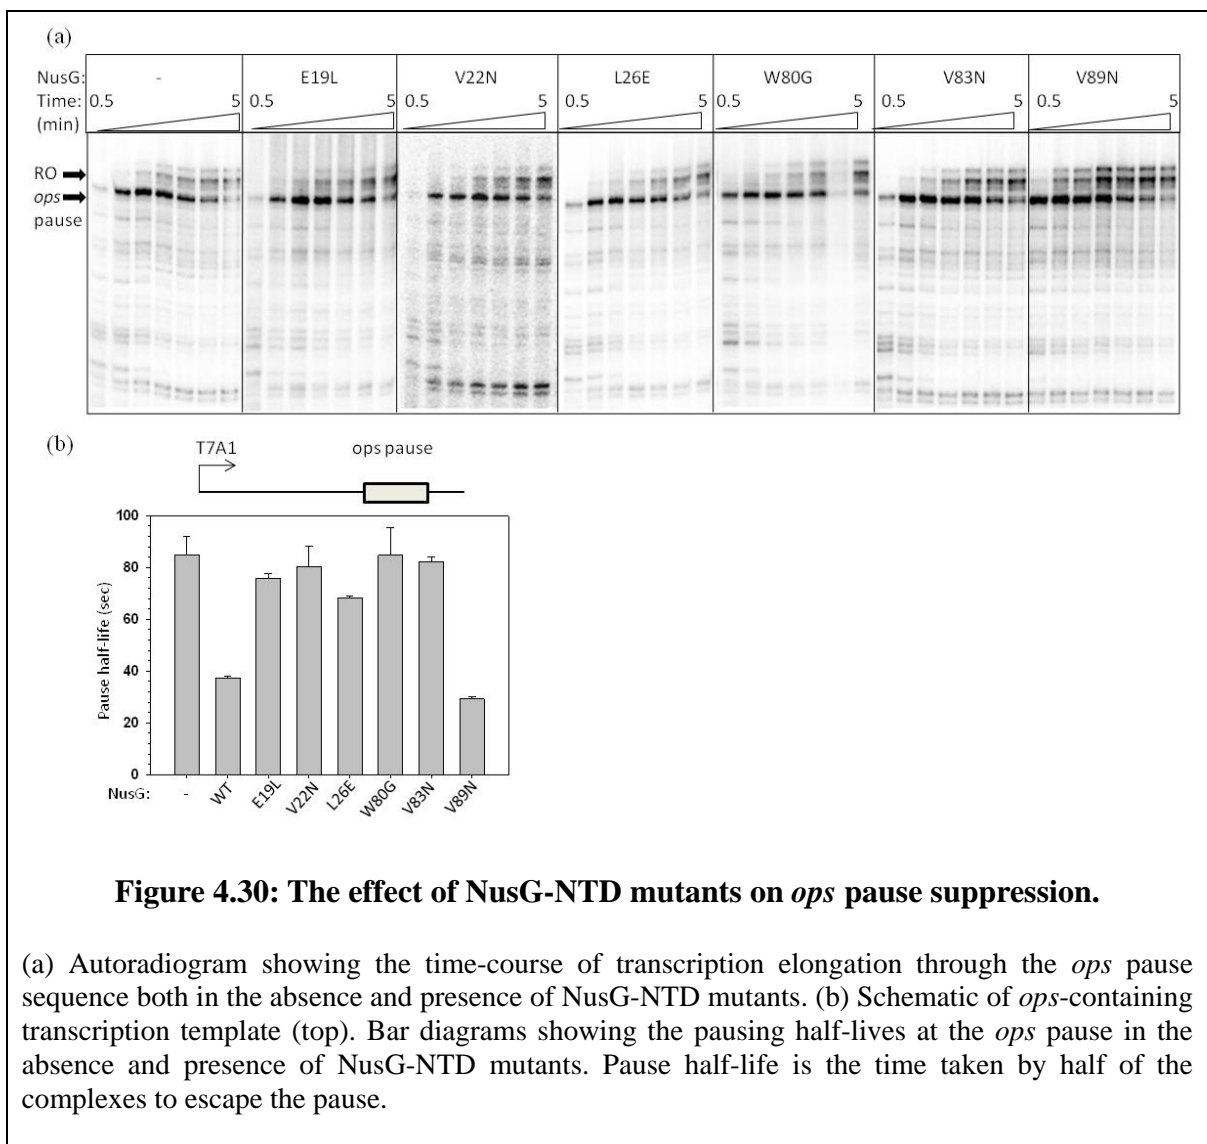 (a)
NusG: - E19L V22N L26E W80G V83N V89N
Time: 0.5 5 0.5 5 0.5 5 0.5 5 0.5 5 0.5 5 0.5 5
(min)
RO
ops
pause
(b)
T7A1 ops pause
100
80
60
40
20
0
Pause half-life (sec)
NusG: - WT E19L V22N L26E W80G V83N V89N
Figure 4.30: The effect of NusG-NTD mutants on ops pause suppression.
(a) Autoradiogram showing the time-course of transcription elongation through the ops pause
sequence both in the absence and presence of NusG-NTD mutants. (b) Schematic of ops-containing
transcription template (top). Bar diagrams showing the pausing half-lives at the ops pause in the
absence and presence of NusG-NTD mutants. Pause half-life is the time taken by half of the
complexes to escape the pause.